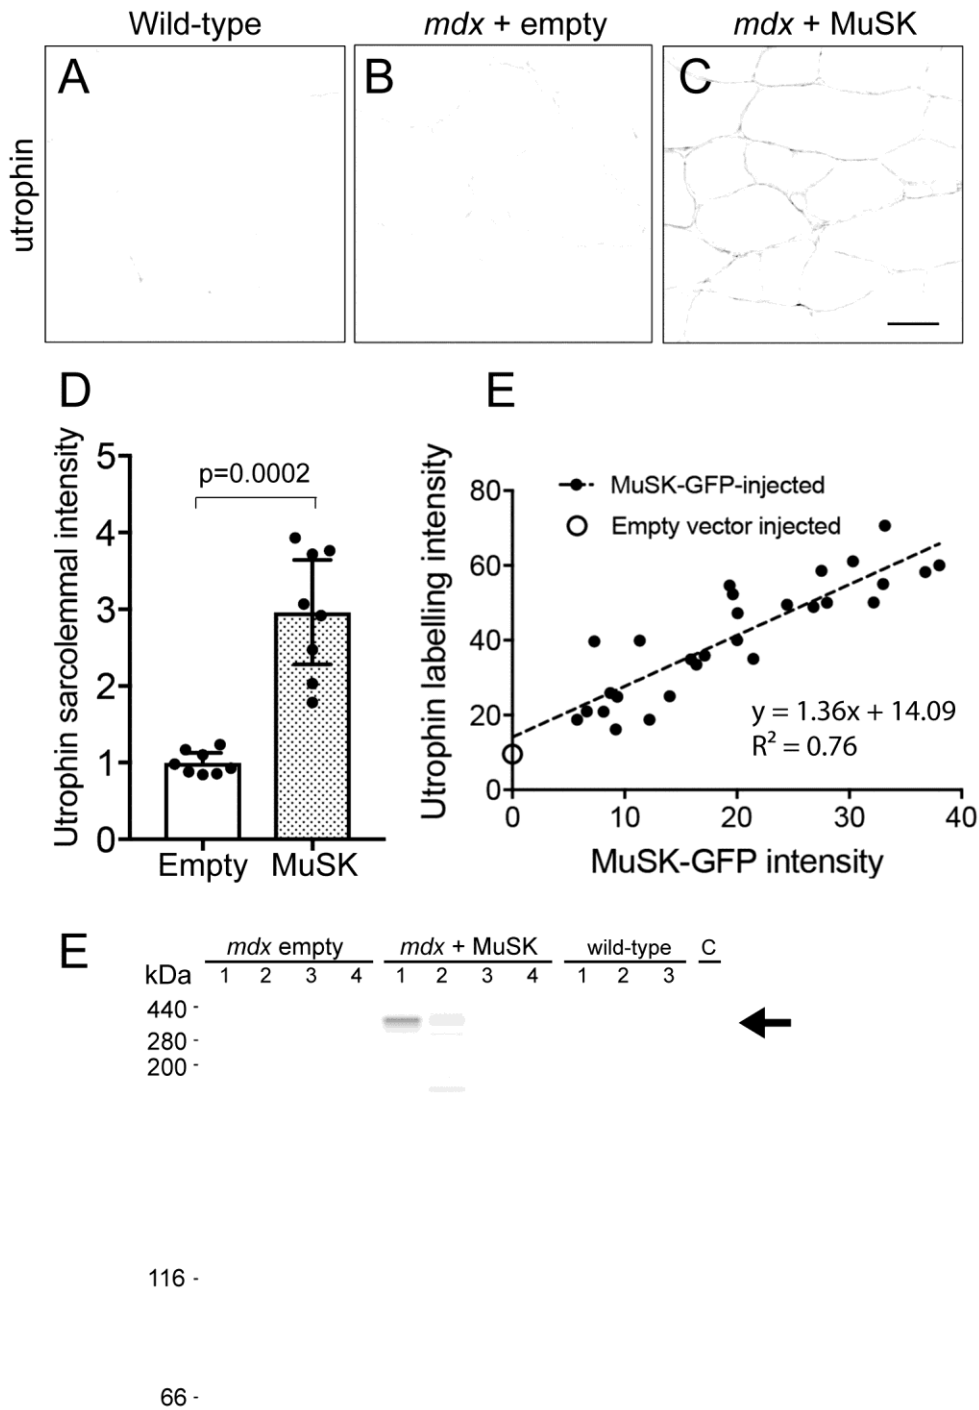 Wild-type
mdx + empty
mdx + MuSK
A
B
C
utrophin
D
E
Utrophin sarcolemmal intensity
5
4
3
2
1
0
p=0.0002
Empty
MuSK
Utrophin labelling intensity
80
60
40
20
0
MuSK-GFP-injected
Empty vector injected
y = 1.36x + 14.09
R² = 0.76
0 10 20 30 40
MuSK-GFP intensity
E
mdx empty
mdx + MuSK
wild-type
C
kDa
1 2 3 4
1 2 3 4
1 2 3
440 -
280 -
200 -
116 -
66 -